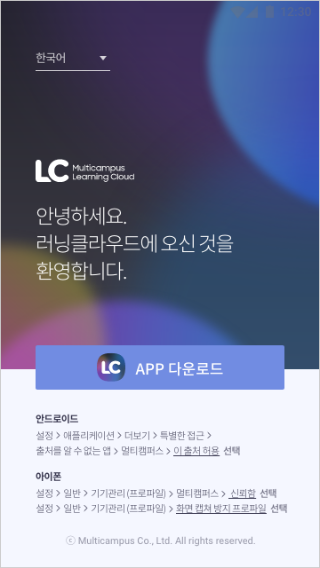 12:30
한국어
LC Multicampus
Learning Cloud
안녕하세요.
러닝클라우드에 오신 것을
환영합니다.
LC APP 다운로드
안드로이드
설정 > 애플리케이션 > 더보기 > 특별한 접근 >
출처를 알 수 없는 앱 > 멀티캠퍼스 > 이 출처 허용 선택
아이폰
설정 > 일반 > 기기관리(프로파일) > 멀티캠퍼스 > 신뢰함 선택
설정 > 일반 > 기기관리(프로파일) > 화면 캡쳐 방지 프로파일 선택
ⓒ Multicampus Co., Ltd. All rights reserved.